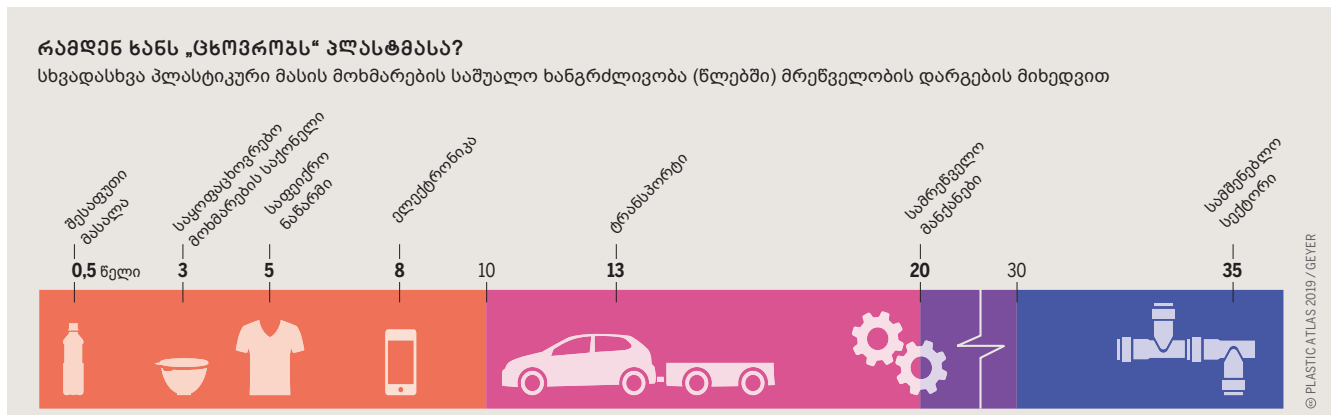 რამდენ ხანს „ცხოვრობს“ პლასტმასა?
სხვადასხვა პლასტიკური მასის მოხმარების საშუალო ხანგრძლივობა (წლებში) მრეწველობის დარგების მიხედვით
შესაფუთი
მასალა
საყოფაცხოვრებო
მოხმარების საქონელი
საფეიქრო
ნაწარმი
ელექტრონიკა
ტრანსპორტი
სამრეწველო
მანქანები
სამშენებლო
სექტორი
0,5 წელი 3 5 8 10 13 20 30 35
cc PLASTIC ATLAS 2019 / GEYER